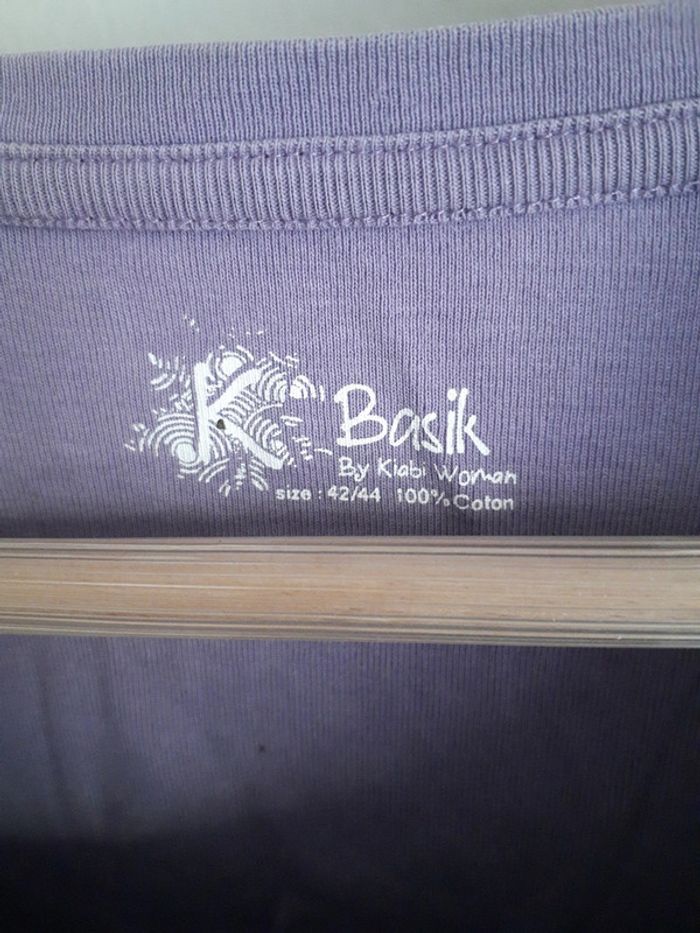 K
Basik
By Kiabi Woman
size : 42/44 100% Coton